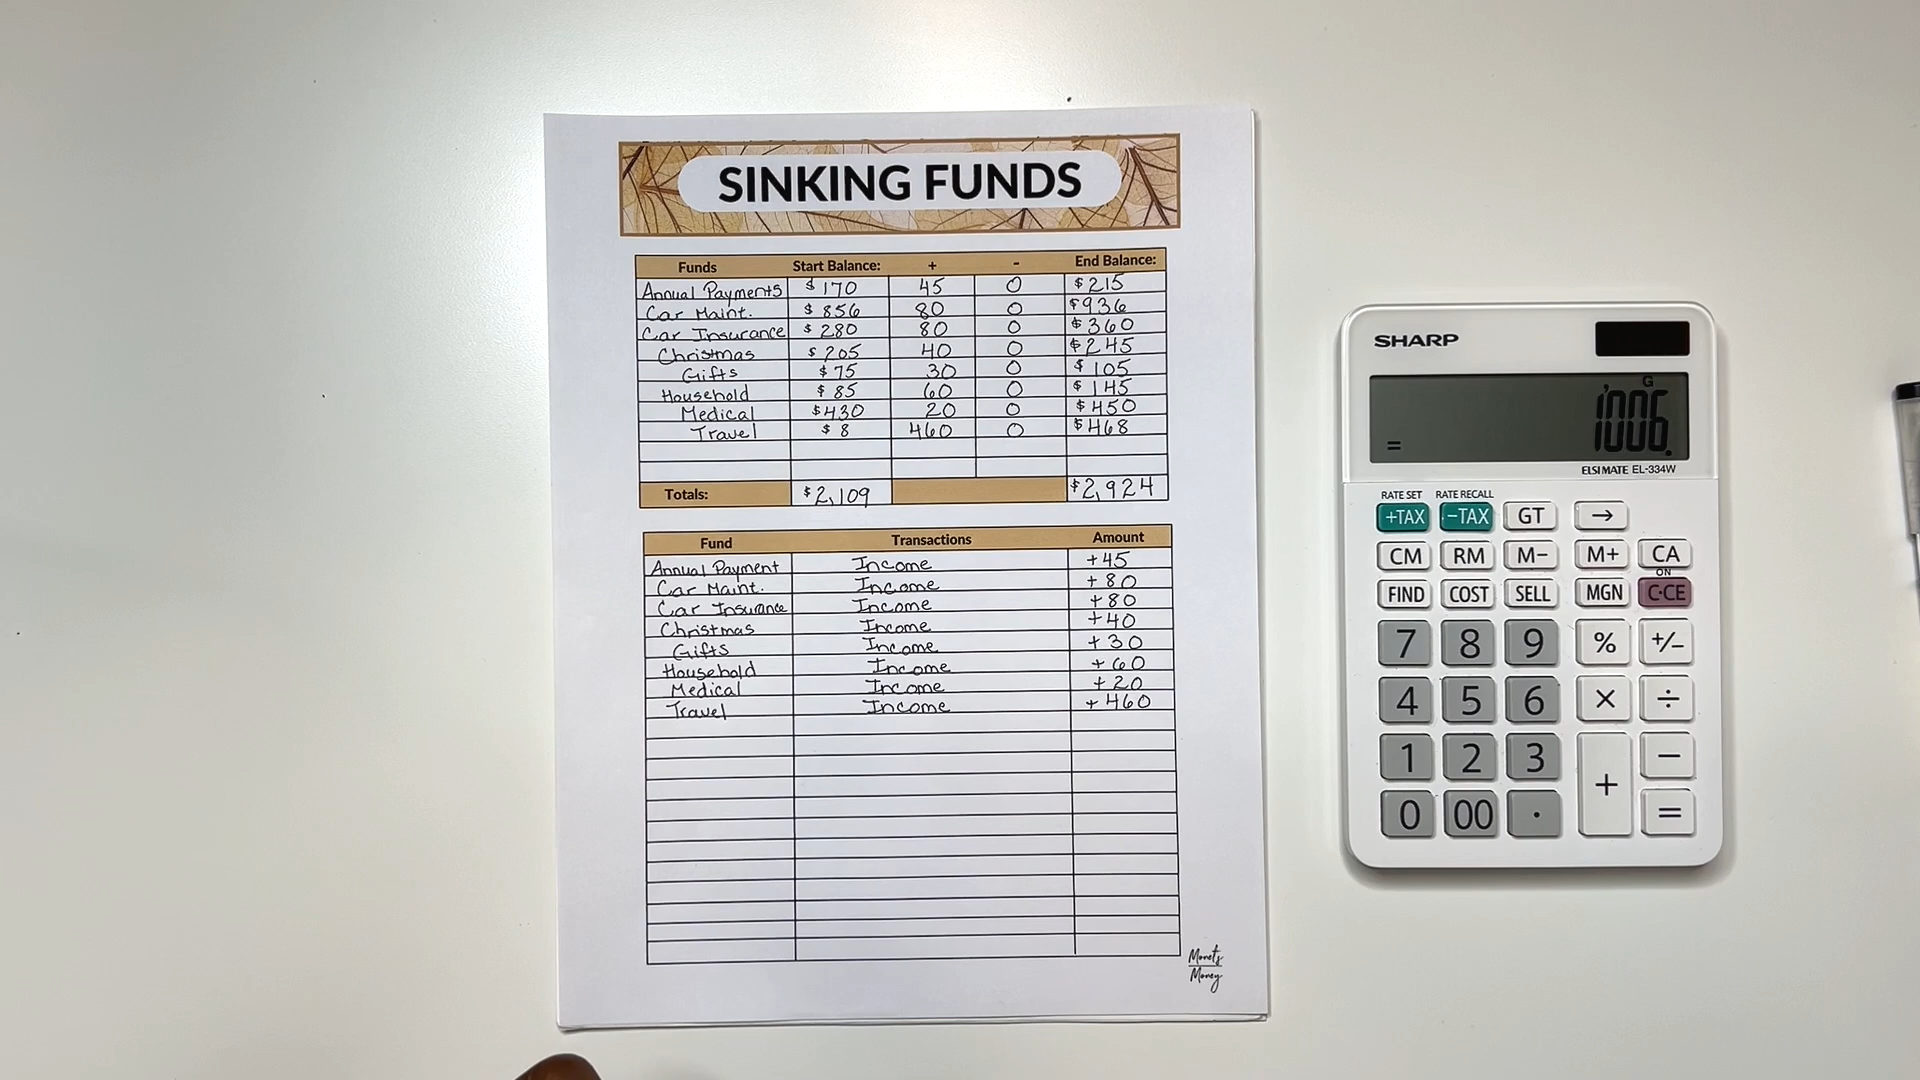 SINKING FUNDS
Funds Start Balance: + - End Balance:
Annual Payments $170 45 0 $215
Car Maint. $856 80 0 $936
Car Insurance $280 80 0 $360
Christmas $205 40 0 $245
Gifts $75 30 0 $105
Household $85 60 0 $145
Medical $430 20 0 $450
Travel $8 460 0 $468
Totals: $2,109 $2,924
Fund Transactions Amount
Annual Payment Income +45
Car Maint. Income +80
Car Insurance Income +80
Christmas Income +40
Gifts Income +30
Household Income +60
Medical Income +20
Travel Income +460
Monet's
Money
SHARP
G
1'006.
=
ELSIMATE EL-334W
RATE SET RATE RECALL
+TAX -TAX GT →
CM RM M- M+ CA
ON
FIND COST SELL MGN C·CE
7 8 9 % +/-
4 5 6 × ÷
1 2 3 + −
0 00 · =